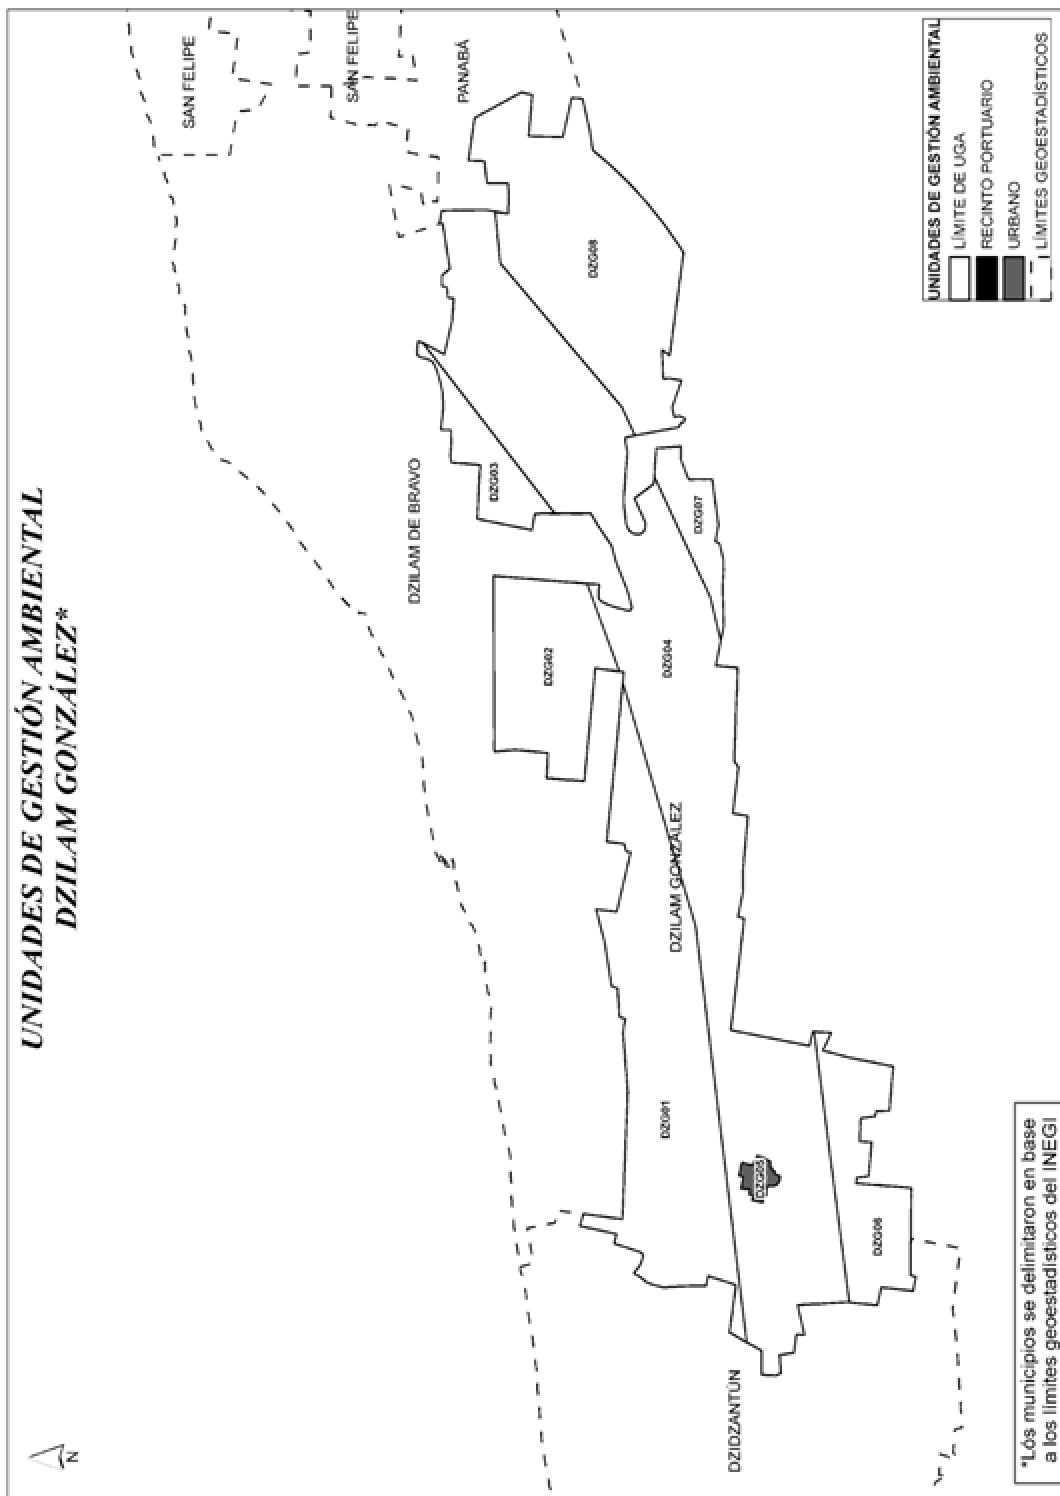 UNIDADES DE GESTIÓN AMBIENTAL
DZILAM GONZÁLEZ*
N
SAN FELIPE
SAN FELIPE
PANABÁ
DZILAM DE BRAVO
DZG08
DZG03
DZG07
DZG02
DZG04
DZILAM GONZÁLEZ
DZG01
DZG05
DZG06
DZIDZANTÚN
UNIDADES DE GESTIÓN AMBIENTAL
LÍMITE DE UGA
RECINTO PORTUARIO
URBANO
LÍMITES GEOESTADÍSTICOS
*Lós municipios se delimitaron en base
a los límites geoestadísticos del INEGI